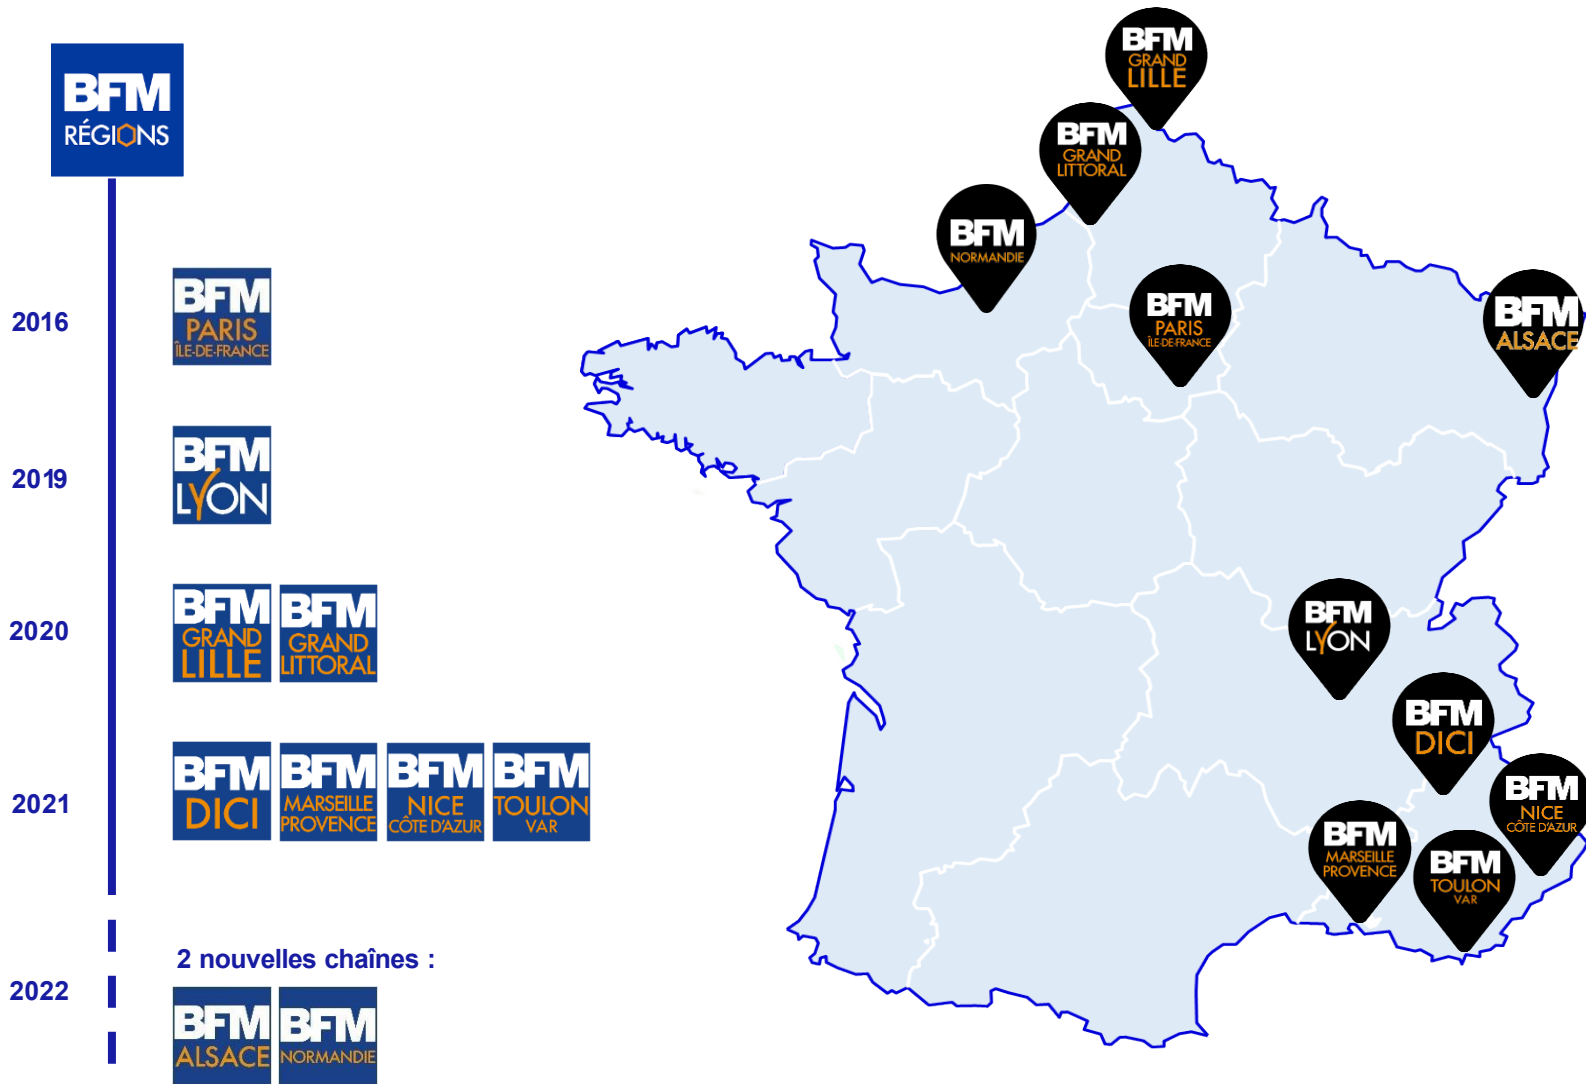 BFM
RÉGIONS
2016
BFM
PARIS
ÎLE-DE-FRANCE
2019
BFM
LYON
2020
BFM
GRAND
LILLE
BFM
GRAND
LITTORAL
2021
BFM
DICI
BFM
MARSEILLE
PROVENCE
BFM
NICE
CÔTE D'AZUR
BFM
TOULON
VAR
2022
2 nouvelles chaînes :
BFM
ALSACE
BFM
NORMANDIE
BFM
GRAND
LILLE
BFM
GRAND
LITTORAL
BFM
NORMANDIE
BFM
PARIS
ÎLE-DE-FRANCE
BFM
ALSACE
BFM
LYON
BFM
DICI
BFM
NICE
CÔTE D'AZUR
BFM
MARSEILLE
PROVENCE
BFM
TOULON
VAR